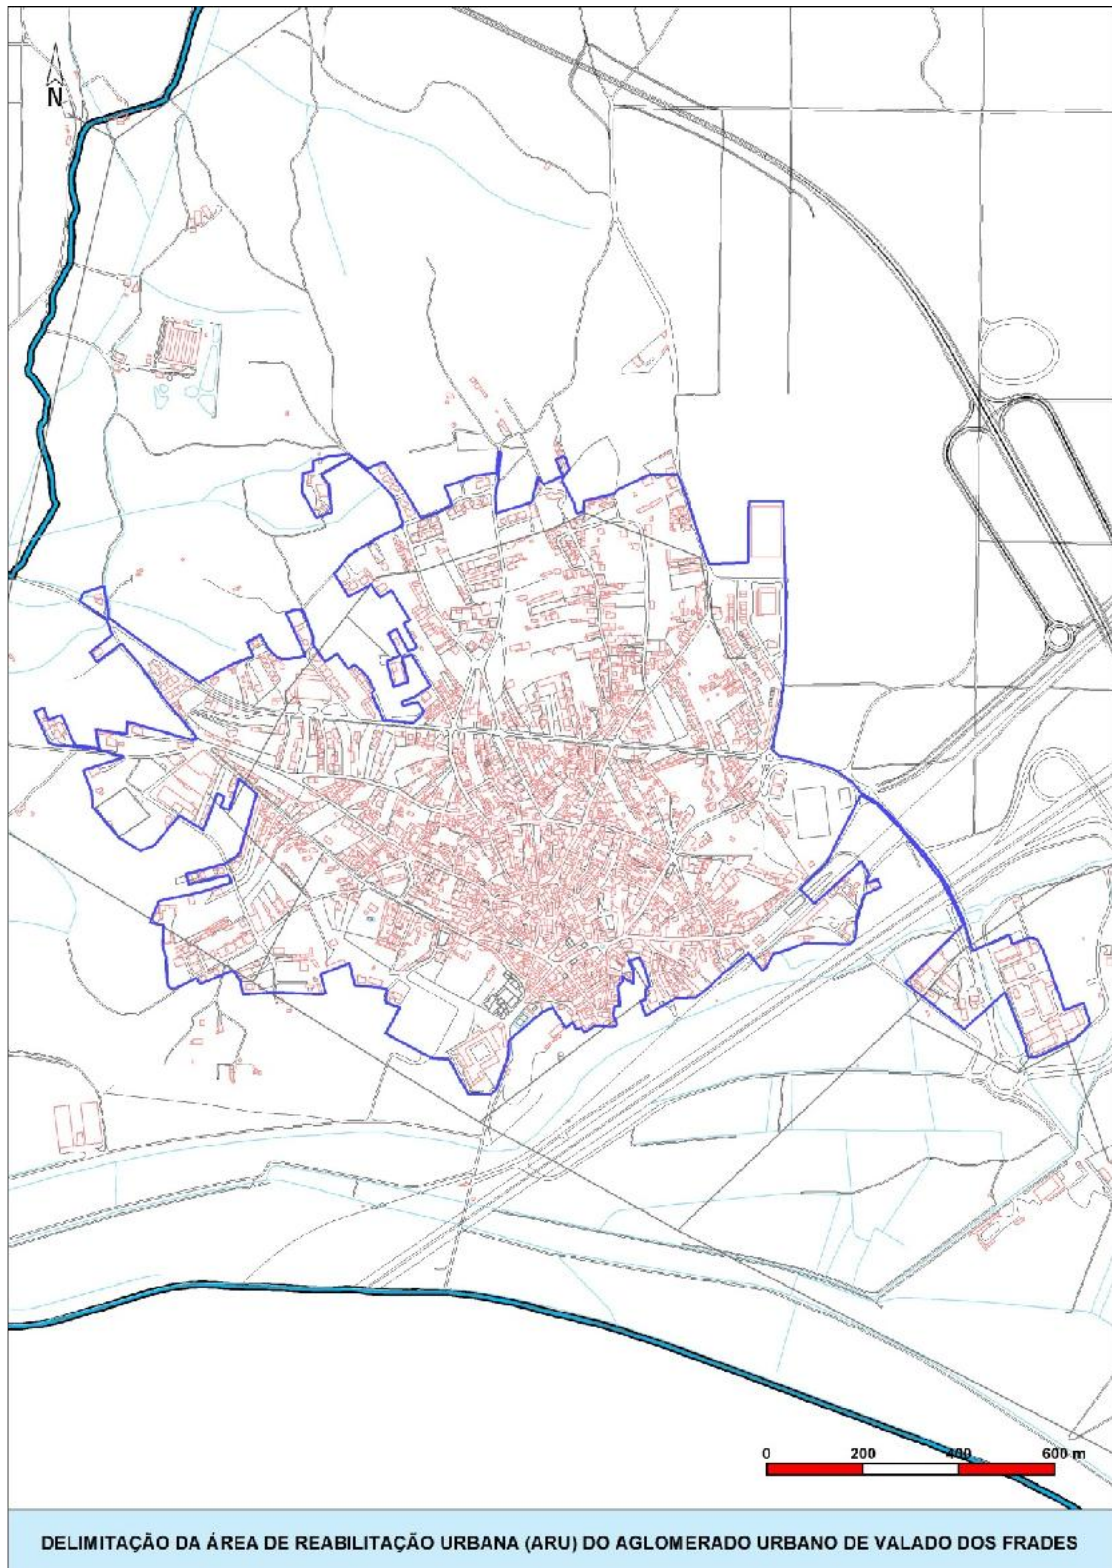 N
0 200 400 600 m
DELIMITAÇÃO DA ÁREA DE REABILITAÇÃO URBANA (ARU) DO AGLOMERADO URBANO DE VALADO DOS FRADES